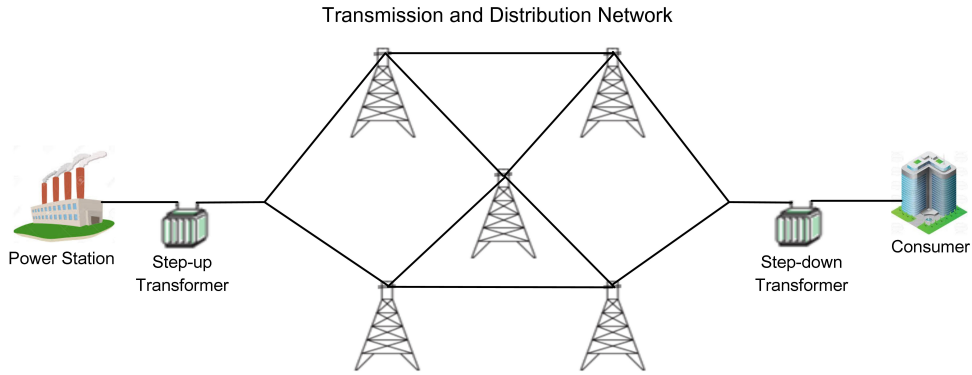 Transmission and Distribution Network
Power Station
Step-up
Transformer
Step-down
Transformer
Consumer